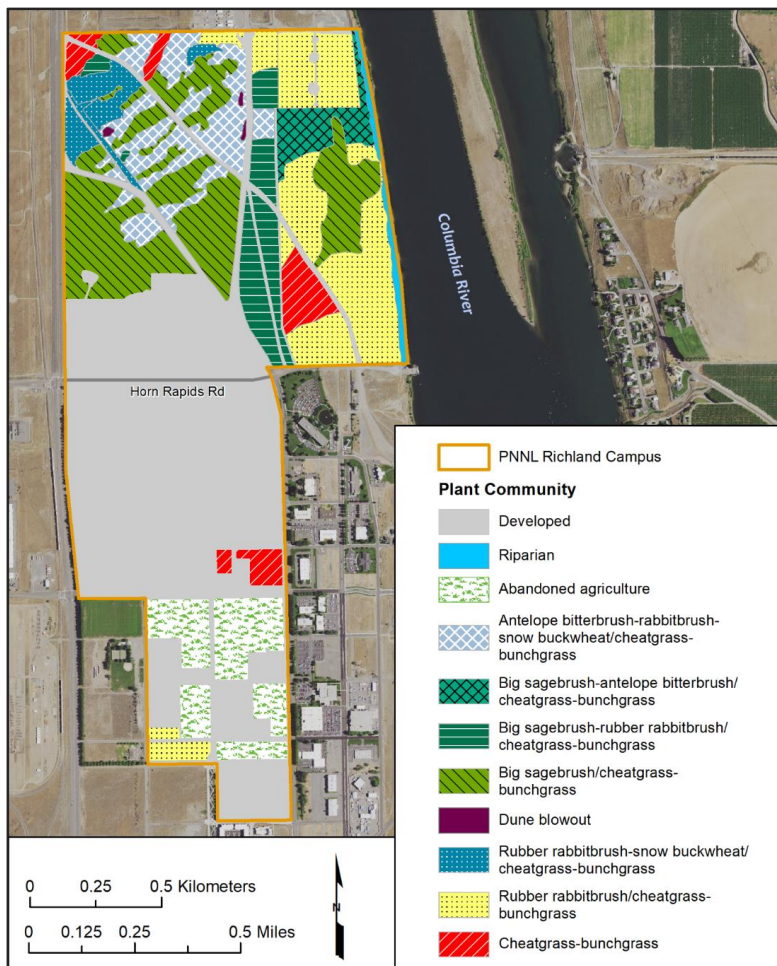 Columbia River
Horn Rapids Rd
PNNL Richland Campus
Plant Community
Developed
Riparian
Abandoned agriculture
Antelope bitterbrush-rabbitbrush-
snow buckwheat/cheatgrass-
bunchgrass
Big sagebrush-antelope bitterbrush/
cheatgrass-bunchgrass
Big sagebrush-rubber rabbitbrush/
cheatgrass-bunchgrass
Big sagebrush/cheatgrass-
bunchgrass
Dune blowout
Rubber rabbitbrush-snow buckwheat/
cheatgrass-bunchgrass
Rubber rabbitbrush/cheatgrass-
bunchgrass
Cheatgrass-bunchgrass
0 0.25 0.5 Kilometers
0 0.125 0.25 0.5 Miles
N